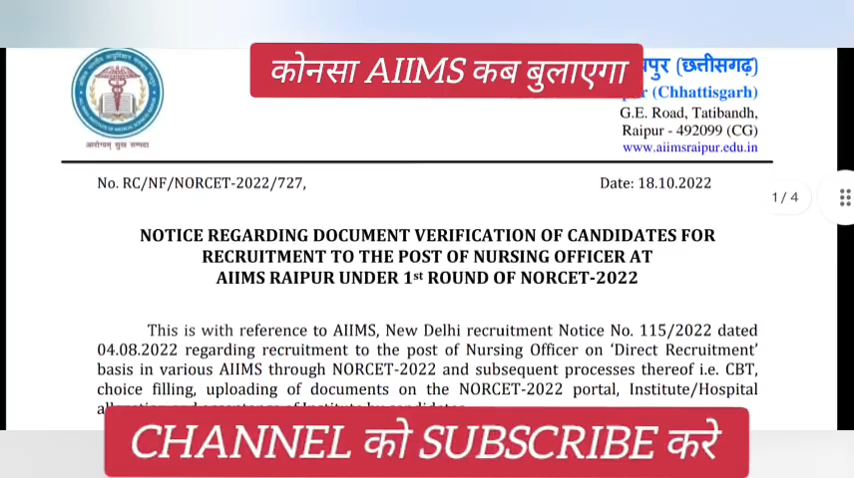 कोनसा AIIMS कब बुलाएगा
पुर (छत्तीसगढ़)
(Chhattisgarh)
G.E. Road, Tatibandh,
Raipur - 492099 (CG)
www.aiimsraipur.edu.in
आरोग्यम् सुख सम्पदा
No. RC/NF/NORCET-2022/727,
Date: 18.10.2022
1 / 4
NOTICE REGARDING DOCUMENT VERIFICATION OF CANDIDATES FOR
RECRUITMENT TO THE POST OF NURSING OFFICER AT
AIIMS RAIPUR UNDER 1st ROUND OF NORCET-2022
This is with reference to AIIMS, New Delhi recruitment Notice No. 115/2022 dated
04.08.2022 regarding recruitment to the post of Nursing Officer on ‘Direct Recruitment’
basis in various AIIMS through NORCET-2022 and subsequent processes thereof i.e. CBT,
choice filling, uploading of documents on the NORCET-2022 portal, Institute/Hospital
CHANNEL को SUBSCRIBE करे